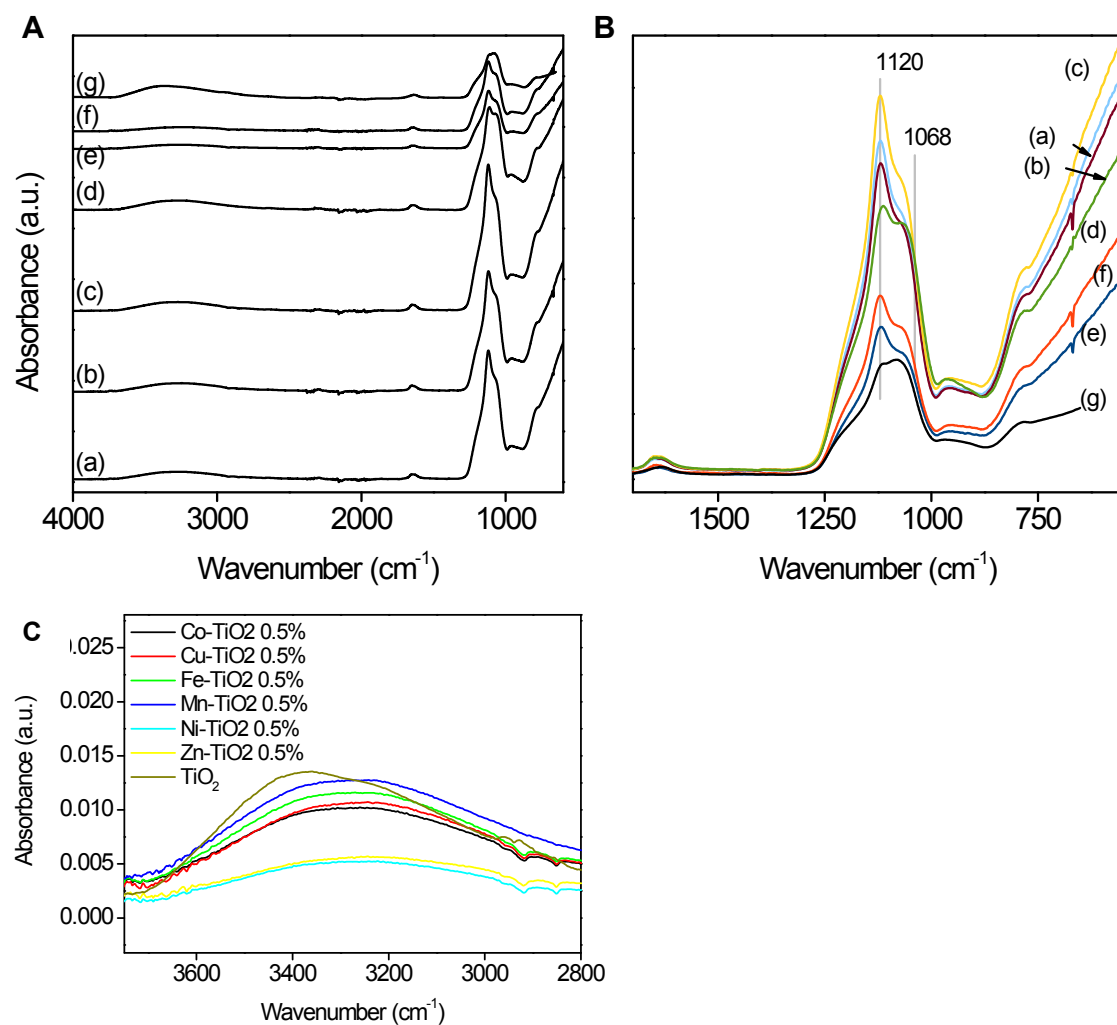 A
(g)
(f)
(e)
(d)
(c)
(b)
(a)
4000 3000 2000 1000
Wavenumber (cm-1)
Absorbance (a.u.)
B
1120
1068
(c)
(a)
(b)
(d)
(f)
(e)
(g)
1500 1250 1000 750
Wavenumber (cm-1)
Absorbance (a.u.)
C
Co-TiO2 0.5%
Cu-TiO2 0.5%
Fe-TiO2 0.5%
Mn-TiO2 0.5%
Ni-TiO2 0.5%
Zn-TiO2 0.5%
TiO2
0.025
0.020
0.015
0.010
0.005
0.000
3600 3400 3200 3000 2800
Wavenumber (cm-1)
Absorbance (a.u.)